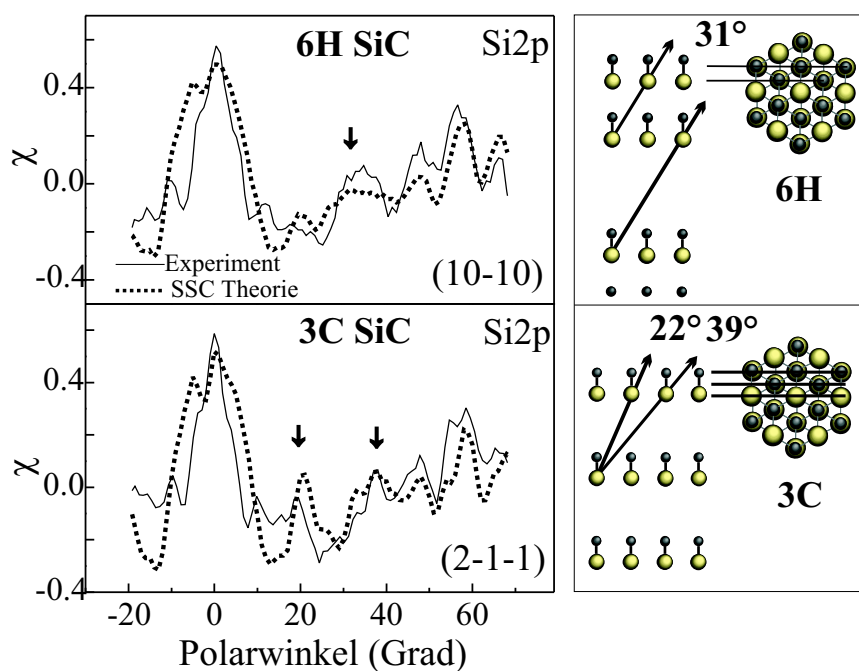 6H SiC
Si2p
0.4
0.0
-0.4
χ
Experiment
SSC Theorie
(10-10)
31°
6H
3C SiC
Si2p
0.4
0.0
-0.4
χ
(2-1-1)
-20
0
20
40
60
Polarwinkel (Grad)
22°
39°
3C